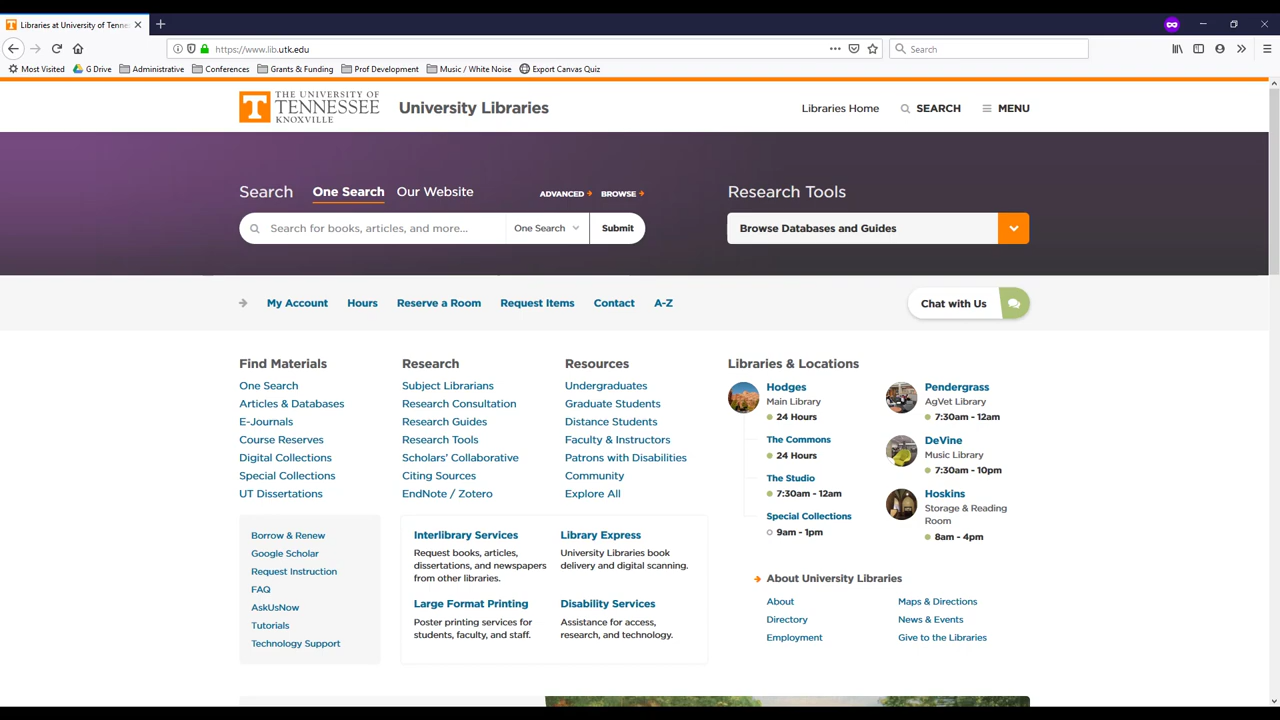 Libraries at University of Tenne
https://www.lib.utk.edu
Search
Most Visited G Drive Administrative Conferences Grants & Funding Prof Development Music / White Noise Export Canvas Quiz
THE UNIVERSITY OF
TENNESSEE
KNOXVILLE
University Libraries
Libraries Home SEARCH MENU
Search One Search Our Website ADVANCED BROWSE
Search for books, articles, and more... One Search Submit
Research Tools
Browse Databases and Guides
My Account Hours Reserve a Room Request Items Contact A-Z
Chat with Us
Find Materials
One Search
Articles & Databases
E-Journals
Course Reserves
Digital Collections
Special Collections
UT Dissertations
Research
Subject Librarians
Research Consultation
Research Guides
Research Tools
Scholars' Collaborative
Citing Sources
EndNote / Zotero
Resources
Undergraduates
Graduate Students
Distance Students
Faculty & Instructors
Patrons with Disabilities
Community
Explore All
Libraries & Locations
Hodges
Main Library
24 Hours
The Commons
24 Hours
The Studio
7:30am - 12am
Special Collections
9am - 1pm
Pendergrass
AgVet Library
7:30am - 12am
DeVine
Music Library
7:30am - 10pm
Hoskins
Storage & Reading
Room
8am - 4pm
Borrow & Renew
Google Scholar
Request Instruction
FAQ
AskUsNow
Tutorials
Technology Support
Interlibrary Services
Request books, articles,
dissertations, and newspapers
from other libraries.
Library Express
University Libraries book
delivery and digital scanning.
Large Format Printing
Poster printing services for
students, faculty, and staff.
Disability Services
Assistance for access,
research, and technology.
About University Libraries
About
Directory
Employment
Maps & Directions
News & Events
Give to the Libraries